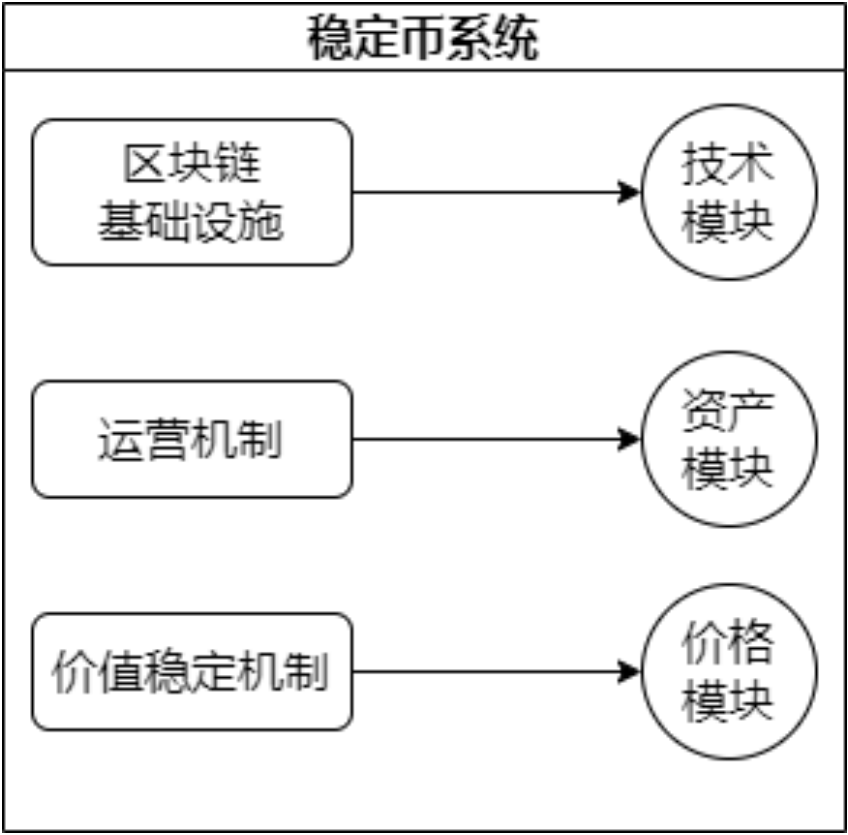 稳定币系统
区块链
基础设施
技术
模块
运营机制
资产
模块
价值稳定机制
价格
模块